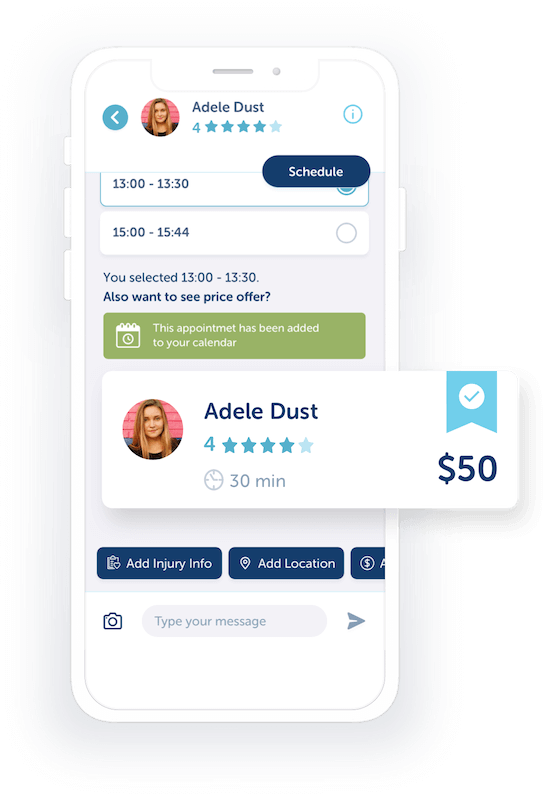 Adele Dust
4
Schedule
13:00 - 13:30
15:00 - 15:44
You selected 13:00 - 13:30.
Also want to see price offer?
This appointmet has been added
to your calendar
Adele Dust
4
30 min
$50
Add Injury Info
Add Location
A
Type your message